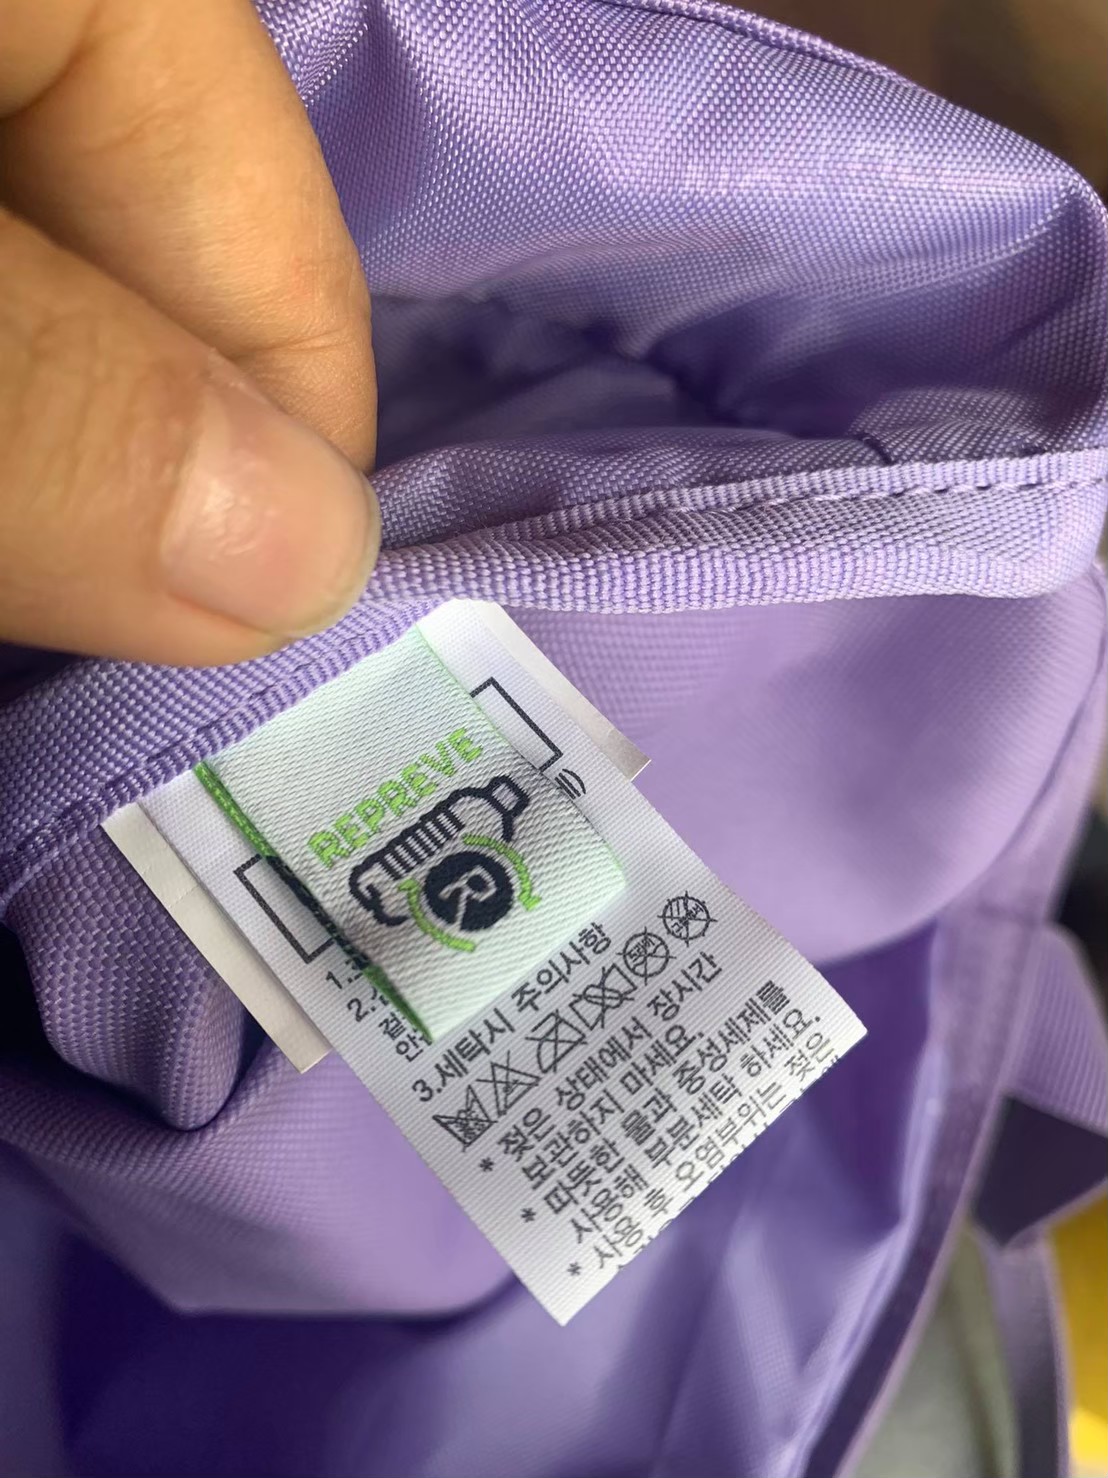 REPREVE
R
1.
2.
3.세탁시 주의사항
* 젖은 상태에서 장시간
보관하지 마세요.
* 따뜻한 물과 중성세제를
사용해 부분세탁 하세요.
* 사용 후 오염부위는 젖은